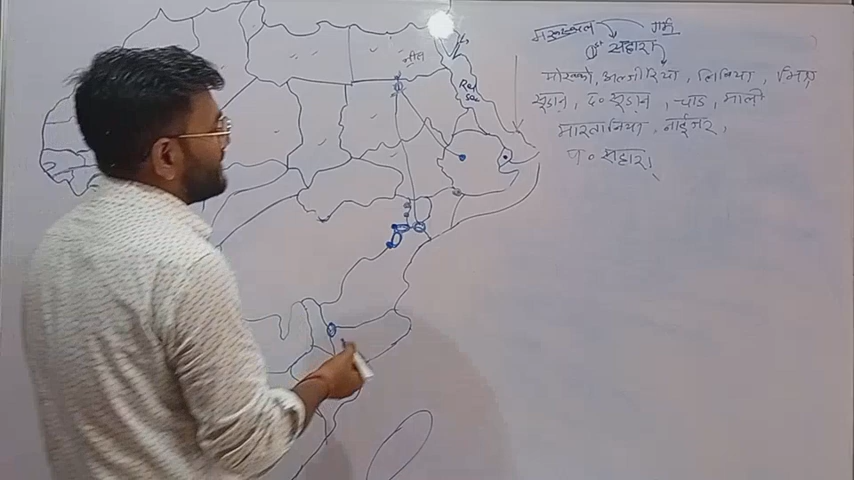 मरुस्थल गर्म
सहारा
मोरक्को, अल्जीरिया, लिबिया, मिस्र
सूडान, द० सूडान, चाड, माली
मारतानिया, नाईजर,
प० सहारा,
नील
Red
Sea